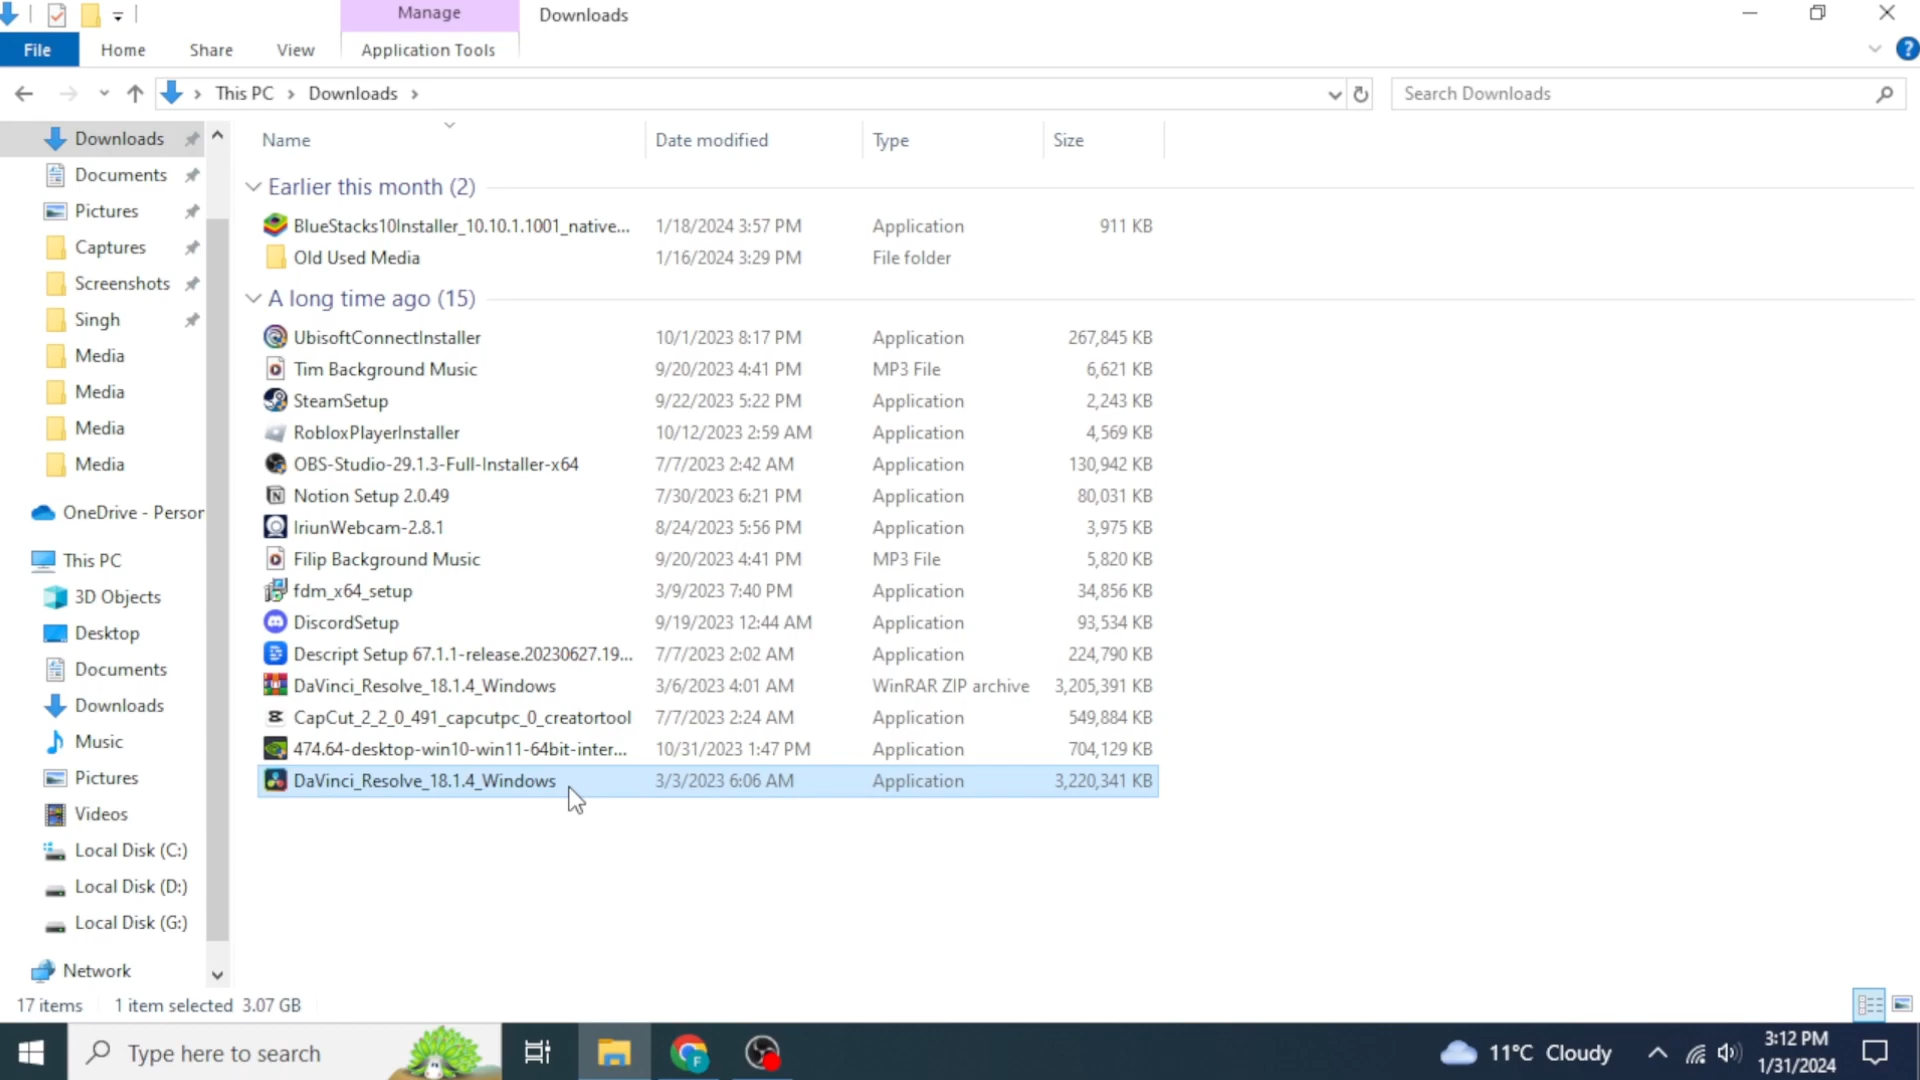 Manage
Downloads
File
Home
Share
View
Application Tools
This PC
Downloads
Search Downloads
Downloads
Documents
Pictures
Captures
Screenshots
Singh
Media
Media
Media
Media
OneDrive - Person
This PC
3D Objects
Desktop
Documents
Downloads
Music
Pictures
Videos
Local Disk (C:)
Local Disk (D:)
Local Disk (G:)
Network
Name Date modified Type Size
Earlier this month (2)
BlueStacks10Installer_10.10.1.1001_native... 1/18/2024 3:57 PM Application 911 KB
Old Used Media 1/16/2024 3:29 PM File folder
A long time ago (15)
UbisoftConnectInstaller 10/1/2023 8:17 PM Application 267,845 KB
Tim Background Music 9/20/2023 4:41 PM MP3 File 6,621 KB
SteamSetup 9/22/2023 5:22 PM Application 2,243 KB
RobloxPlayerInstaller 10/12/2023 2:59 AM Application 4,569 KB
OBS-Studio-29.1.3-Full-Installer-x64 7/7/2023 2:42 AM Application 130,942 KB
Notion Setup 2.0.49 7/30/2023 6:21 PM Application 80,031 KB
IriunWebcam-2.8.1 8/24/2023 5:56 PM Application 3,975 KB
Filip Background Music 9/20/2023 4:41 PM MP3 File 5,820 KB
fdm_x64_setup 3/9/2023 7:40 PM Application 34,856 KB
DiscordSetup 9/19/2023 12:44 AM Application 93,534 KB
Descript Setup 67.1.1-release.20230627.19... 7/7/2023 2:02 AM Application 224,790 KB
DaVinci_Resolve_18.1.4_Windows 3/6/2023 4:01 AM WinRAR ZIP archive 3,205,391 KB
CapCut_2_2_0_491_capcutpc_0_creatortool 7/7/2023 2:24 AM Application 549,884 KB
474.64-desktop-win10-win11-64bit-inter... 10/31/2023 1:47 PM Application 704,129 KB
DaVinci_Resolve_18.1.4_Windows 3/3/2023 6:06 AM Application 3,220,341 KB
17 items 1 item selected 3.07 GB
Type here to search
11°C Cloudy
3:12 PM
1/31/2024